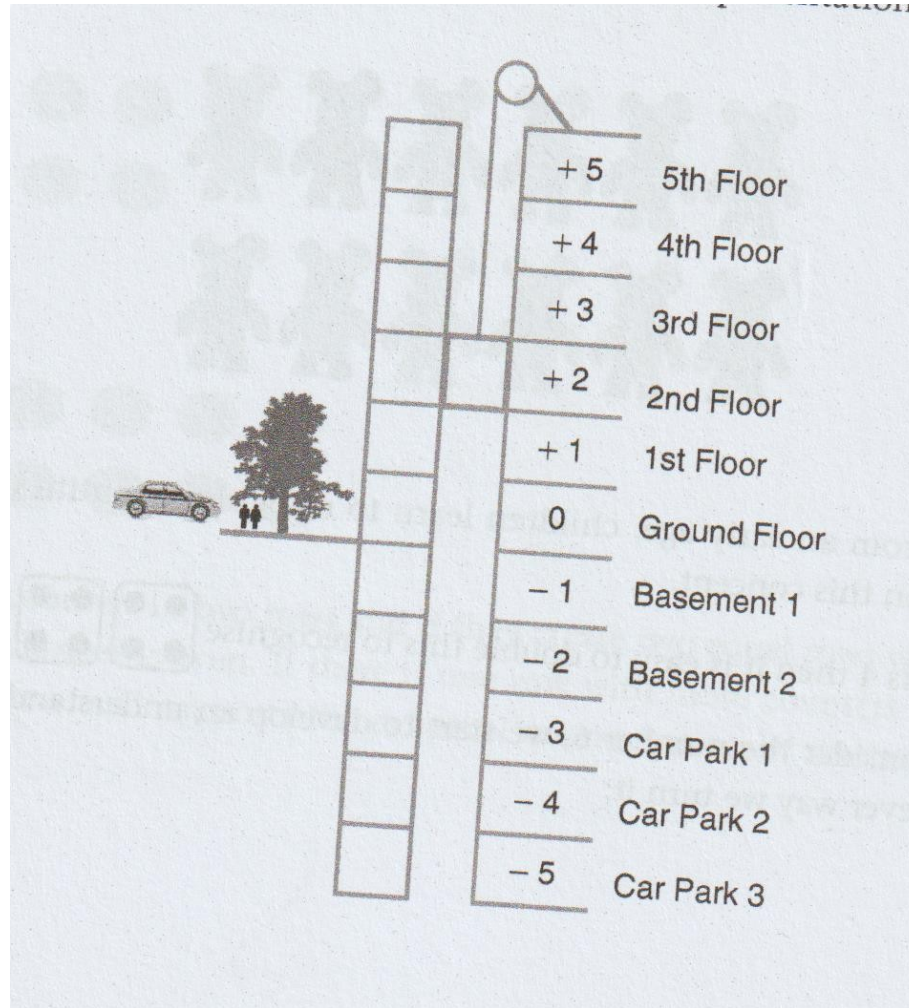 +5 5th Floor
+4 4th Floor
+3 3rd Floor
+2 2nd Floor
+1 1st Floor
0 Ground Floor
−1 Basement 1
−2 Basement 2
−3 Car Park 1
−4 Car Park 2
−5 Car Park 3